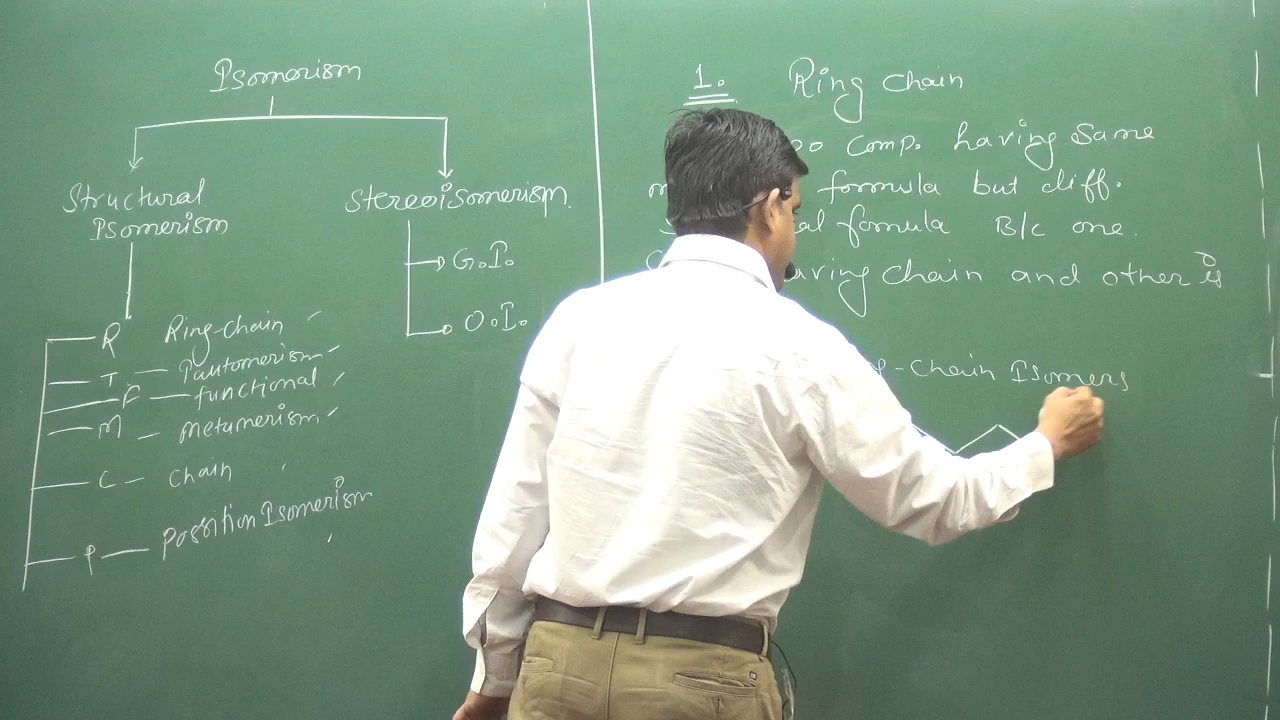 Isomerism
Structural
Isomerism
Stereoisomerism.
G.I.
O.I.
R Ring-chain
T - Tautomerism
F - functional
M - metamerism
C - chain
P - Position Isomerism
1. Ring chain
comp. having Same
formula but diff.
formula B/c one.
chain and other is
-Chain Isomers